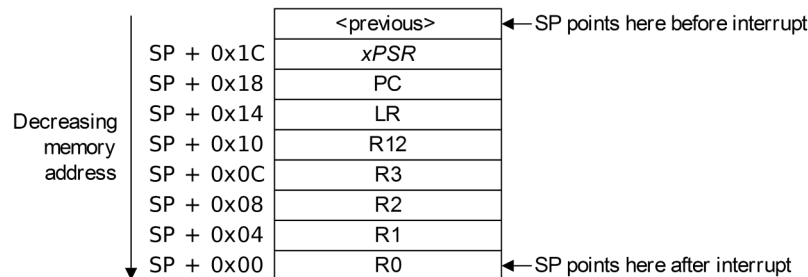 <previous> SP points here before interrupt
SP + 0x1C xPSR
SP + 0x18 PC
SP + 0x14 LR
Decreasing memory address
SP + 0x10 R12
SP + 0x0C R3
SP + 0x08 R2
SP + 0x04 R1
SP + 0x00 R0 SP points here after interrupt